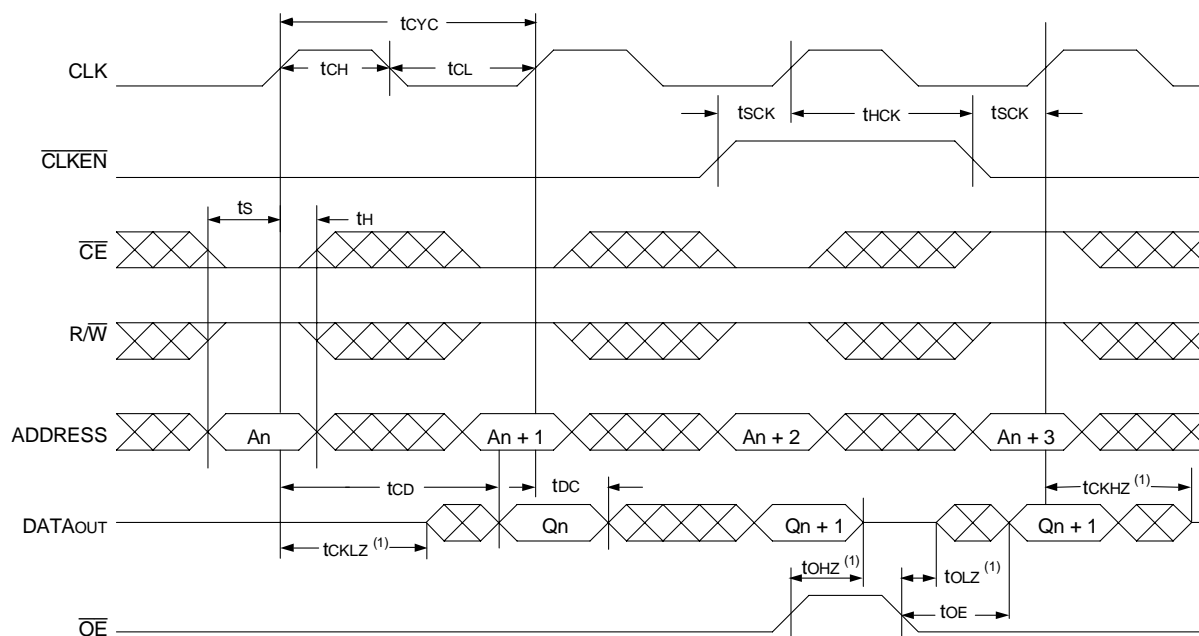 tCYC
CLK
tCH
tCL
tSCK
tHCK
tSCK
CLKEN
tS
tH
CE
R/W
ADDRESS
An
An + 1
An + 2
An + 3
tCD
tDC
tCKHZ (1)
DATAOUT
Qn
Qn + 1
Qn + 1
tCKLZ (1)
tOHZ (1)
tOLZ (1)
tOE
OE